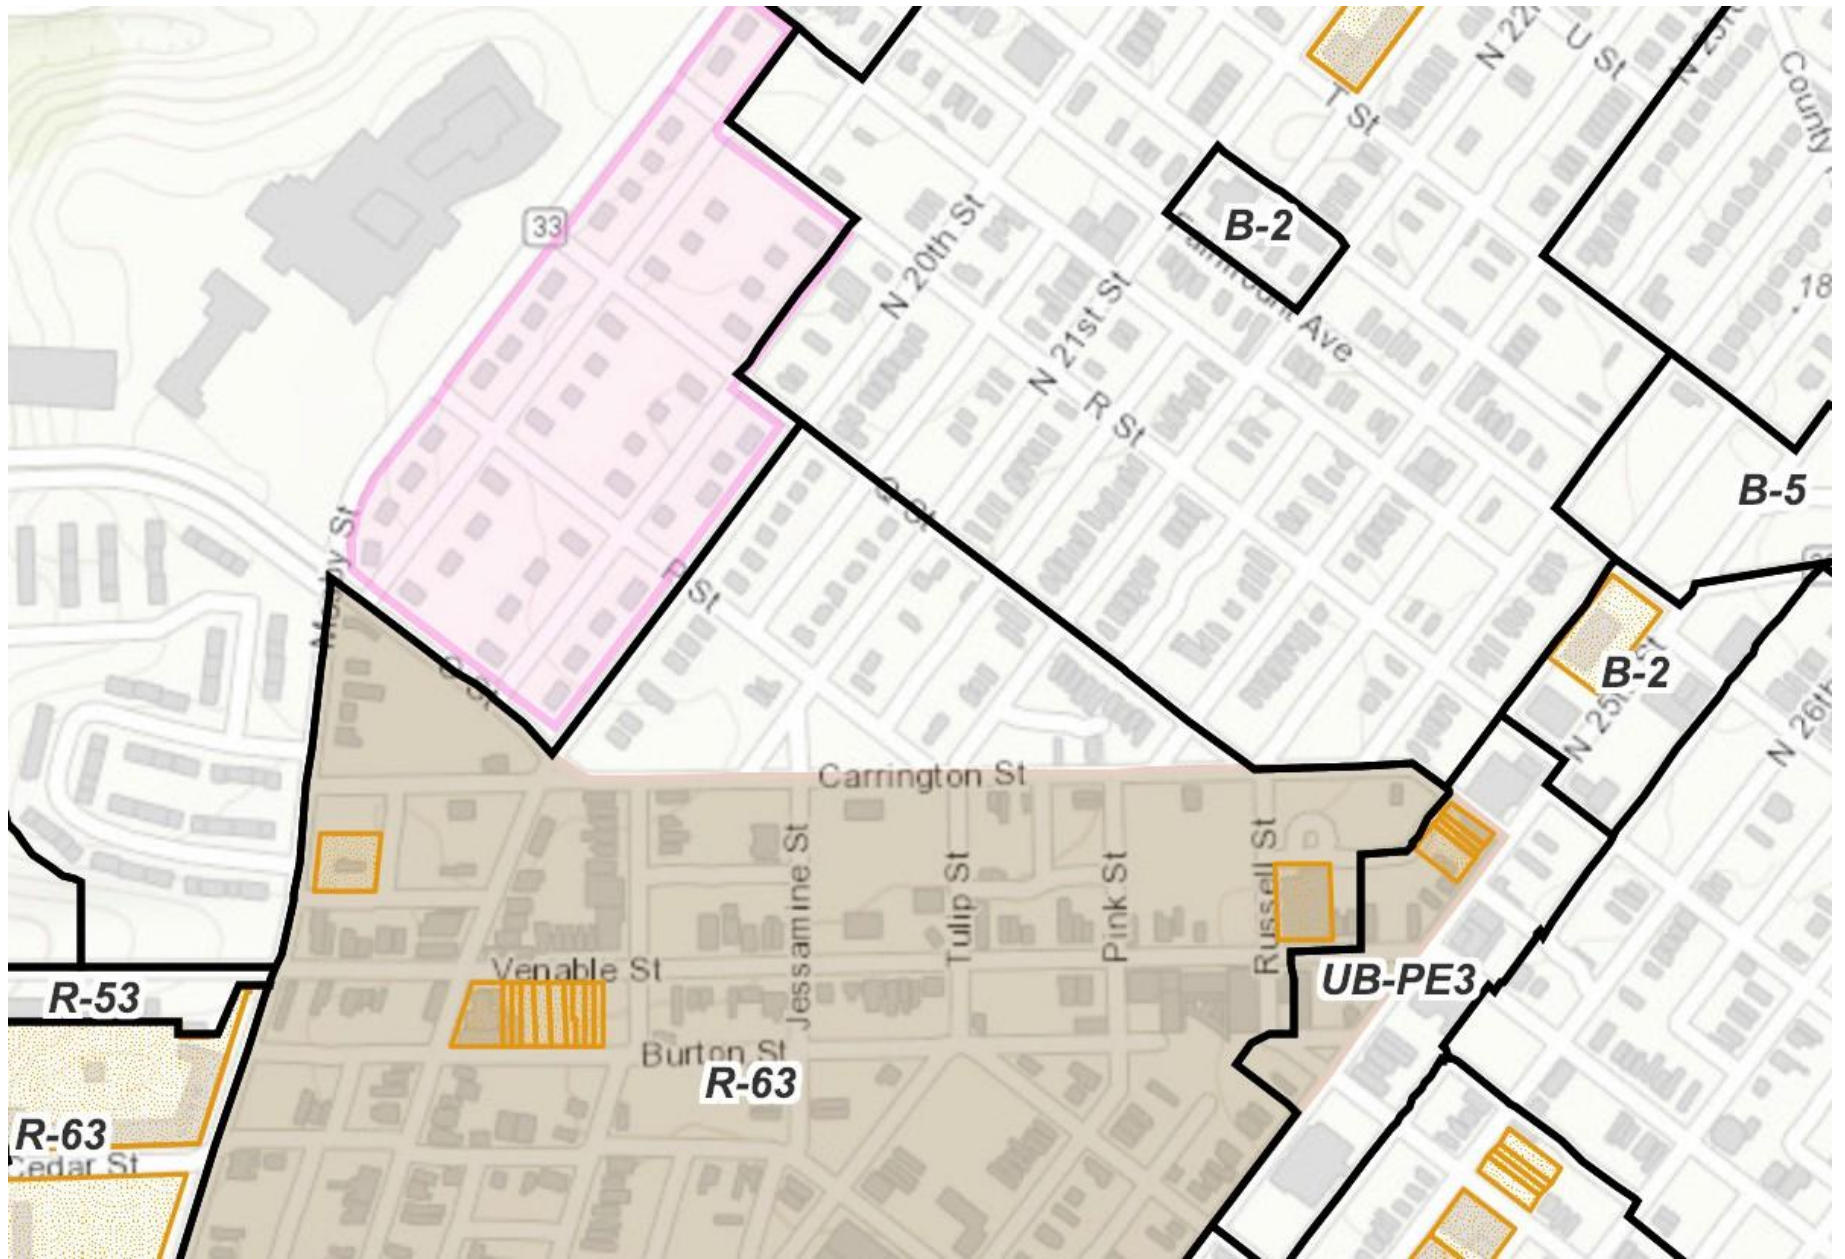 U St
T St
33
N 20th St
B-2
Fairmount Ave
N 21st St
R St
B-5
Q St
Mosby St
P St
B-2
N 25th St
N 26th
Carrington St
Jessamine St
Tulip St
Pink St
Russell St
Venable St
UB-PE3
R-53
Burton St
R-63
R-63
Cedar St
County
18